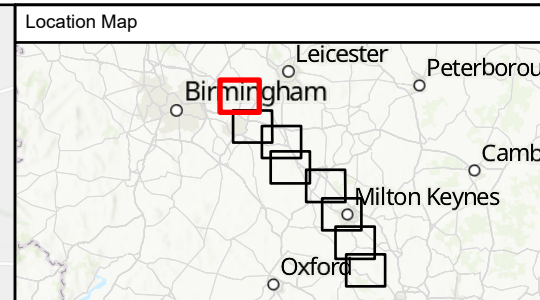 Location Map
Leicester
Peterborou
Birmingham
Camb
Milton Keynes
Oxford